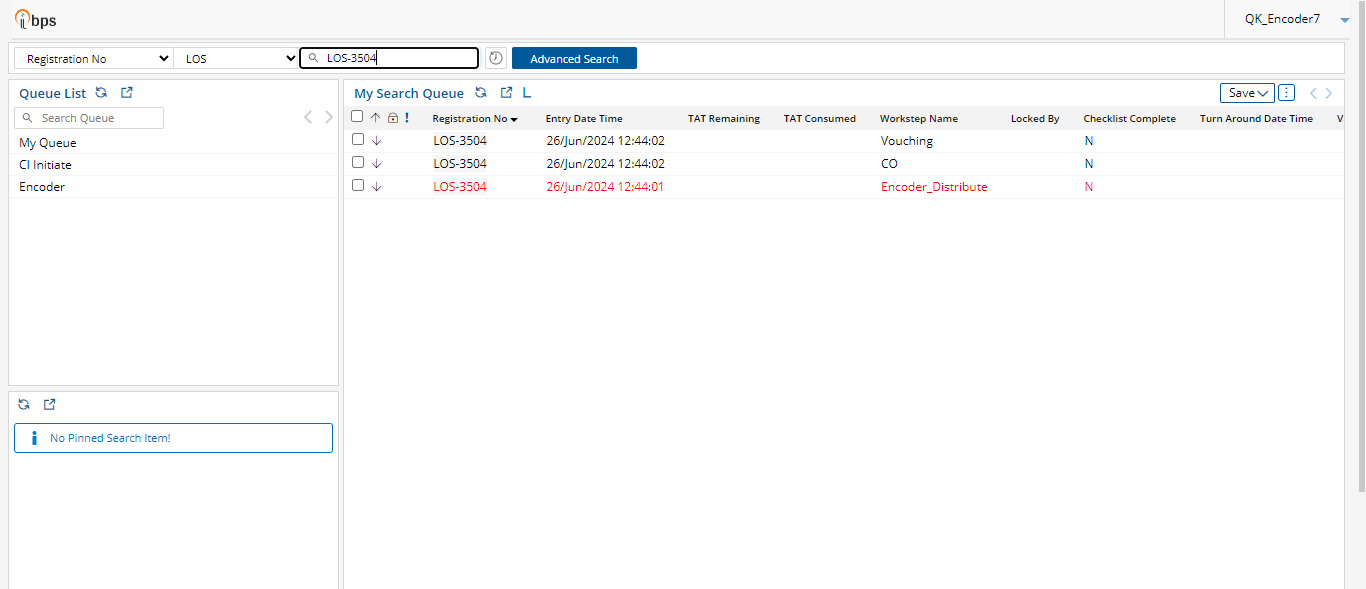 ibps
QK_Encoder7
Registration No LOS LOS-3504 Advanced Search
Queue List
Search Queue
My Queue
CI Initiate
Encoder
No Pinned Search Item!
My Search Queue L Save
! Registration No Entry Date Time TAT Remaining TAT Consumed Workstep Name Locked By Checklist Complete Turn Around Date Time V
LOS-3504 26/Jun/2024 12:44:02 Vouching N
LOS-3504 26/Jun/2024 12:44:02 CO N
LOS-3504 26/Jun/2024 12:44:01 Encoder_Distribute N